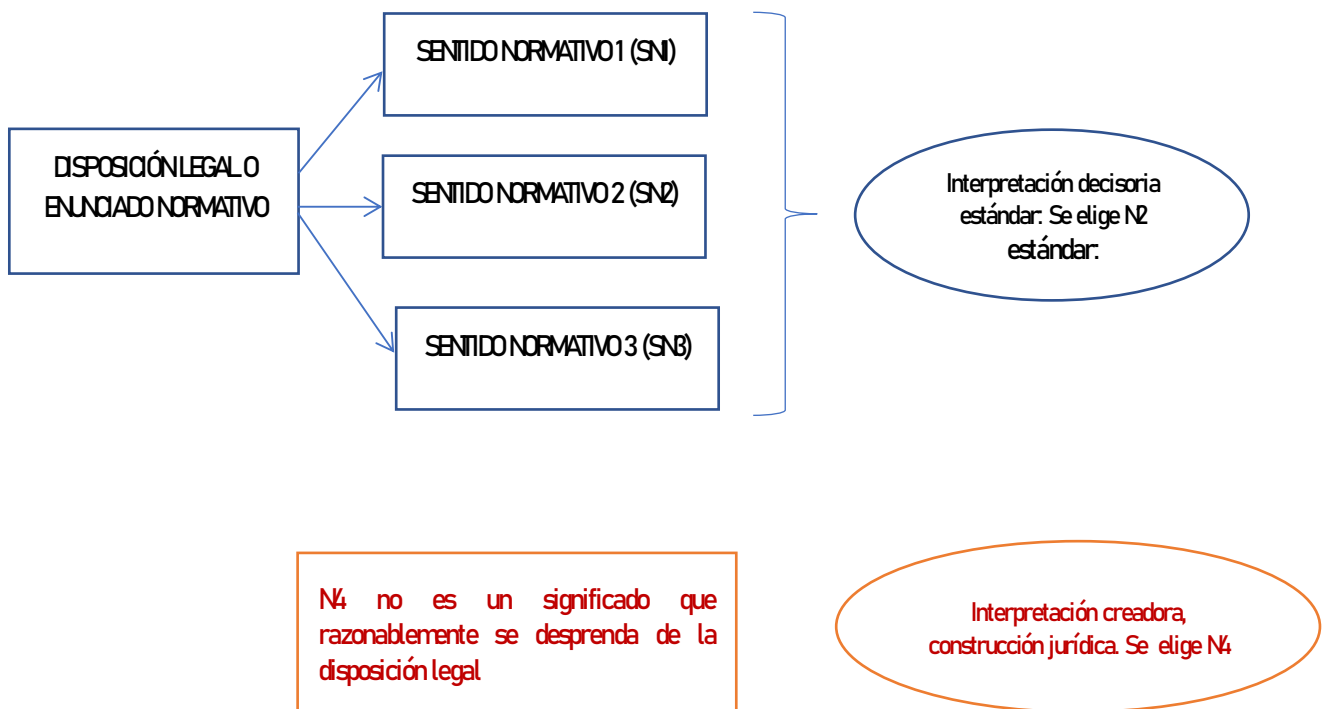 SENTIDO NORMATIVO 1 (SN1)
DISPOSICIÓN LEGAL O
ENUNCIADO NORMATIVO
SENTIDO NORMATIVO 2 (SN2)
SENTIDO NORMATIVO 3 (SN3)
Interpretación decisoria
estándar: Se elige N2
estándar:
N4 no es un significado que
razonablemente se desprenda de la
disposición legal
Interpretación creadora,
construcción jurídica. Se elige N4